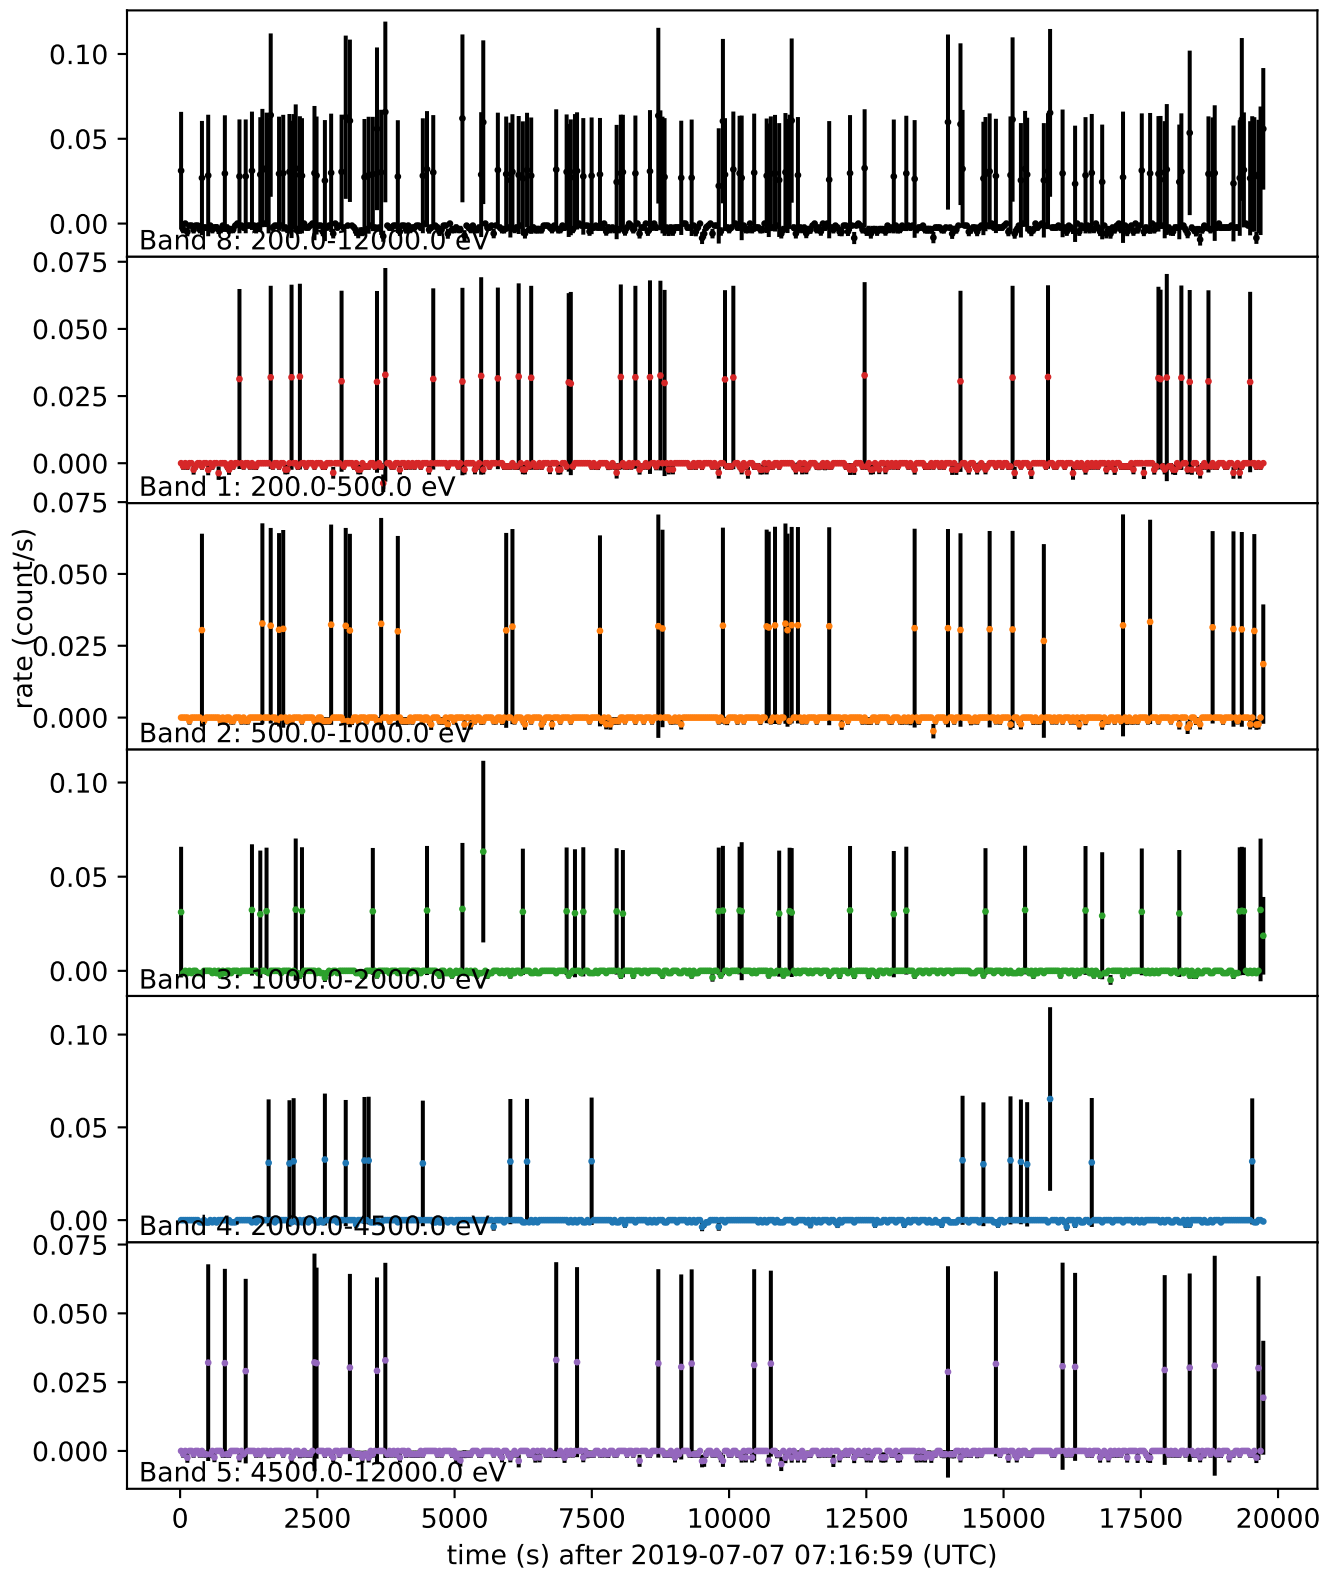 0.10
0.05
0.00
Band 8: 200.0-12000.0 eV
0.075
0.050
0.025
0.000
Band 1: 200.0-500.0 eV
0.075
0.050
0.025
0.000
Band 2: 500.0-1000.0 eV
rate (count/s)
0.10
0.05
0.00
Band 3: 1000.0-2000.0 eV
0.10
0.05
0.00
Band 4: 2000.0-4500.0 eV
0.075
0.050
0.025
0.000
Band 5: 4500.0-12000.0 eV
0 2500 5000 7500 10000 12500 15000 17500 20000
time (s) after 2019-07-07 07:16:59 (UTC)